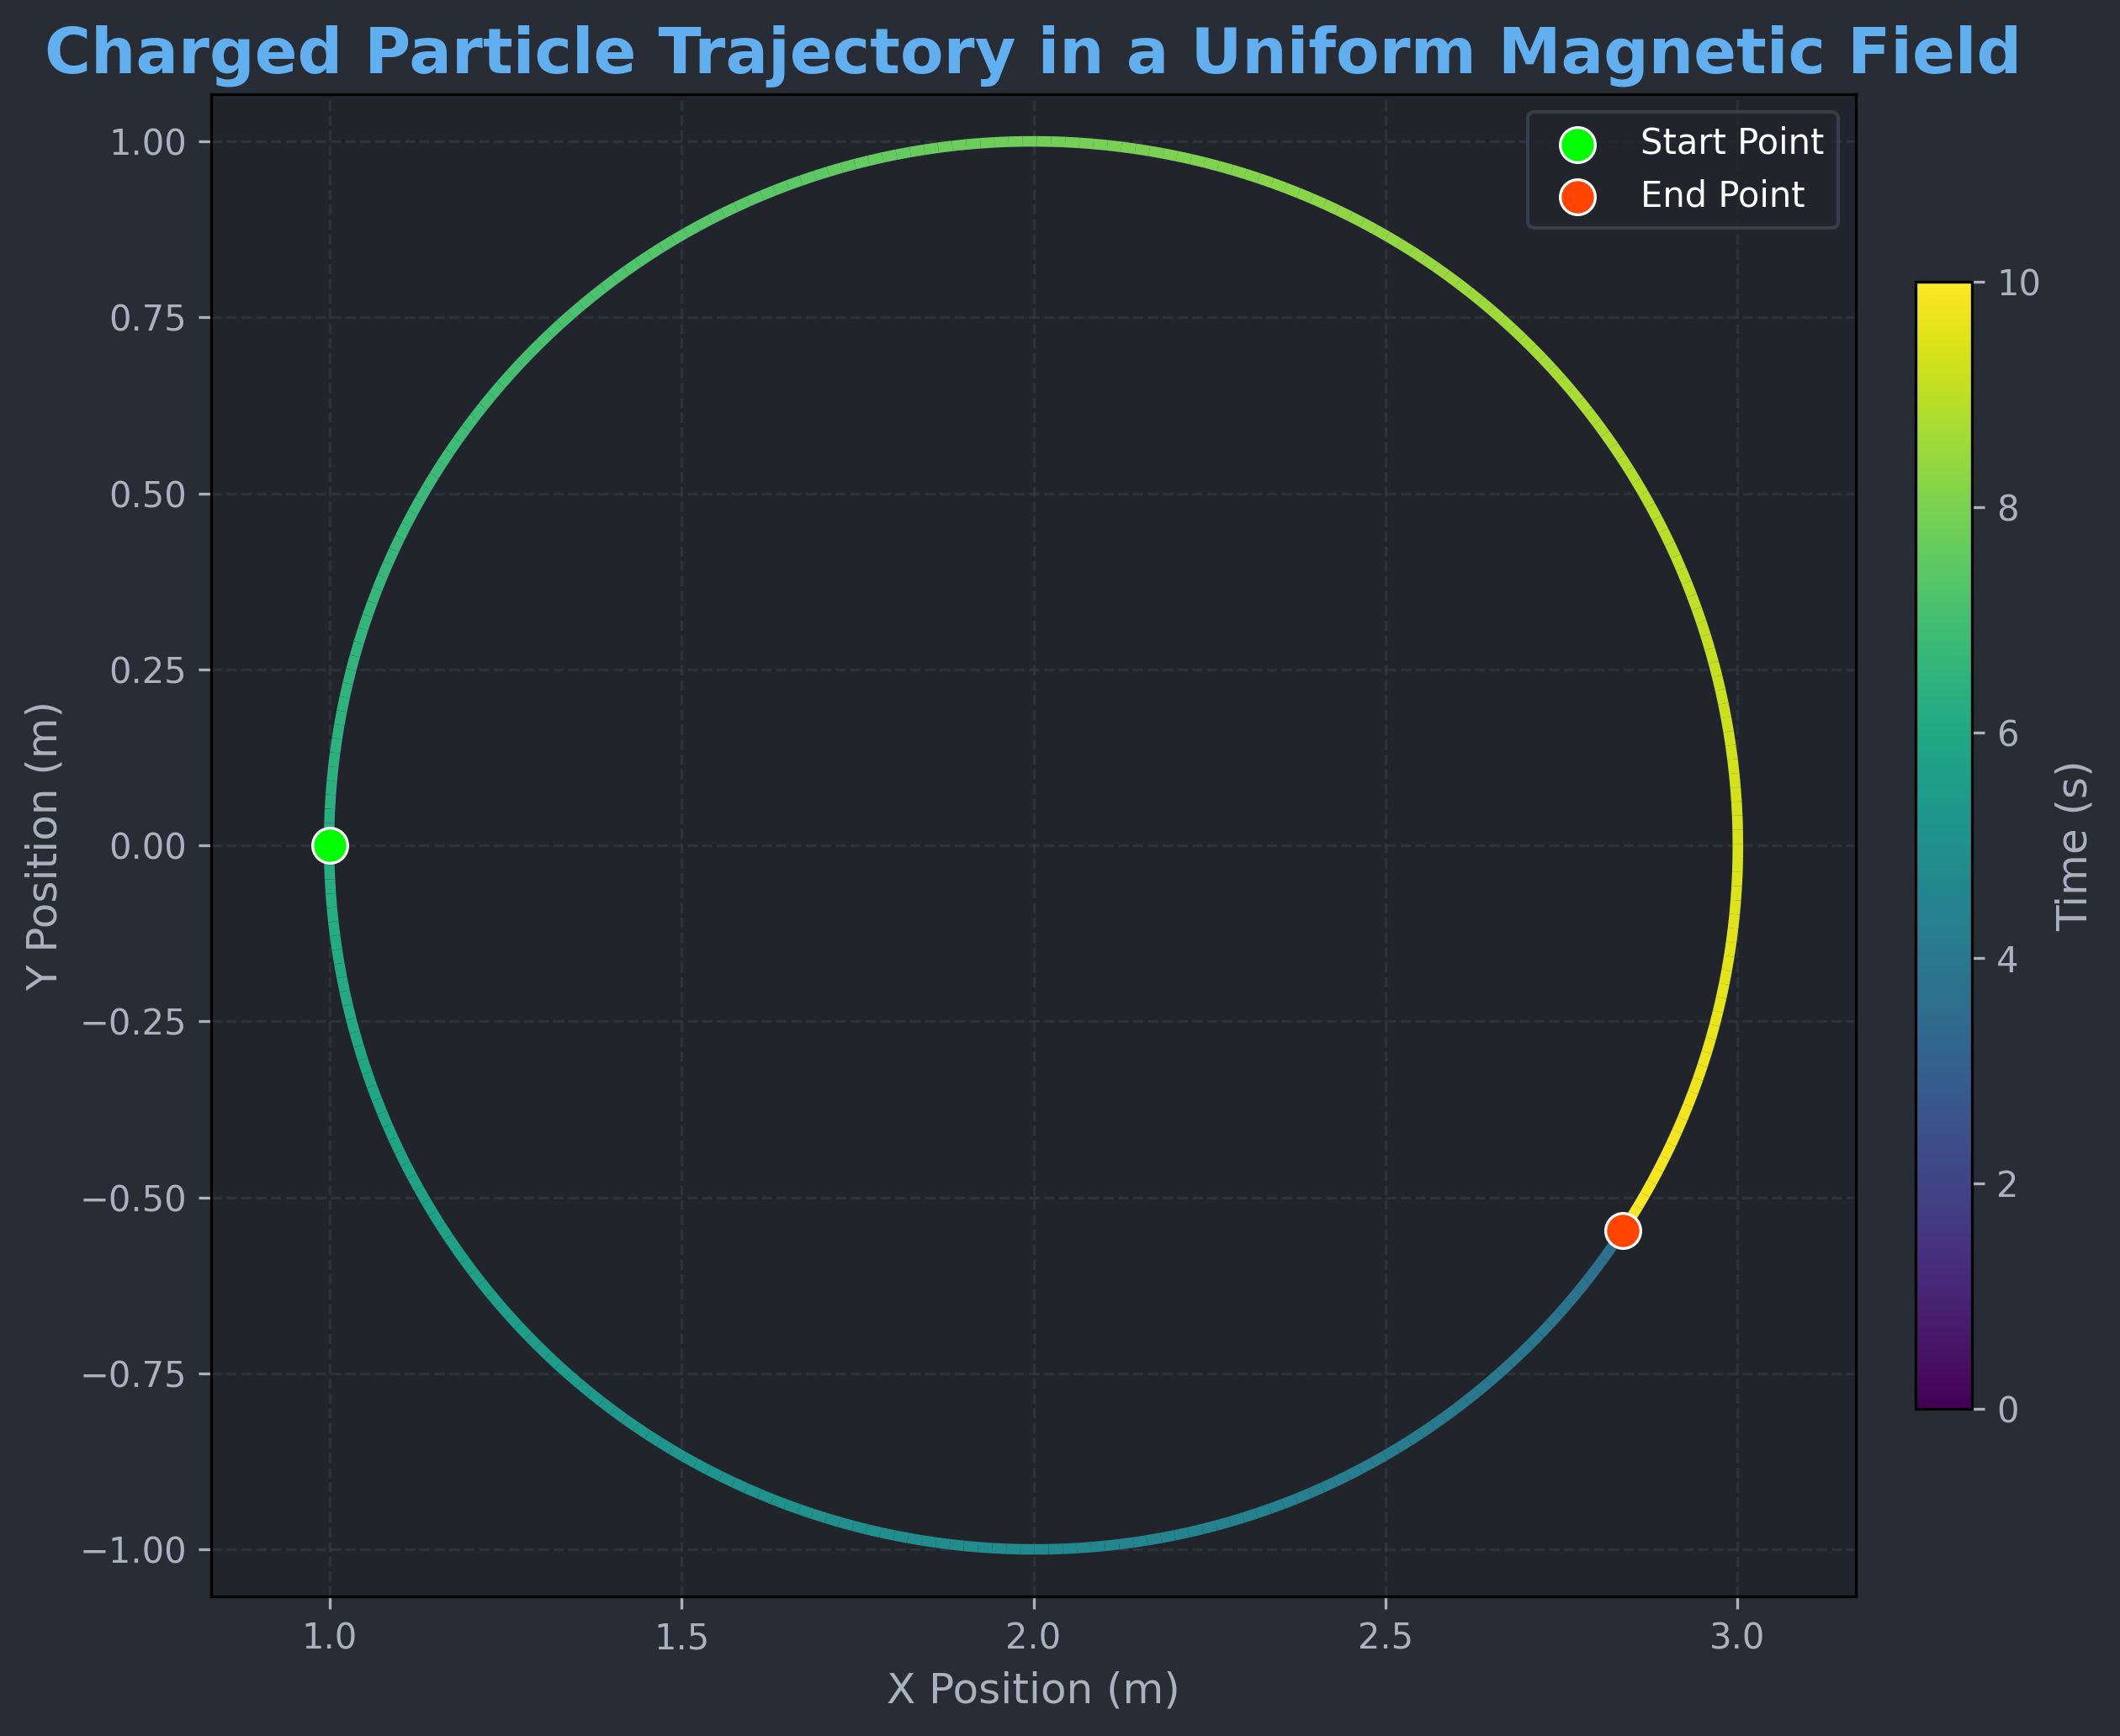 Charged Particle Trajectory in a Uniform Magnetic Field
Start Point
End Point
1.00
0.75
0.50
0.25
0.00
−0.25
−0.50
−0.75
−1.00
Y Position (m)
1.0 1.5 2.0 2.5 3.0
X Position (m)
10
8
6
4
2
0
Time (s)